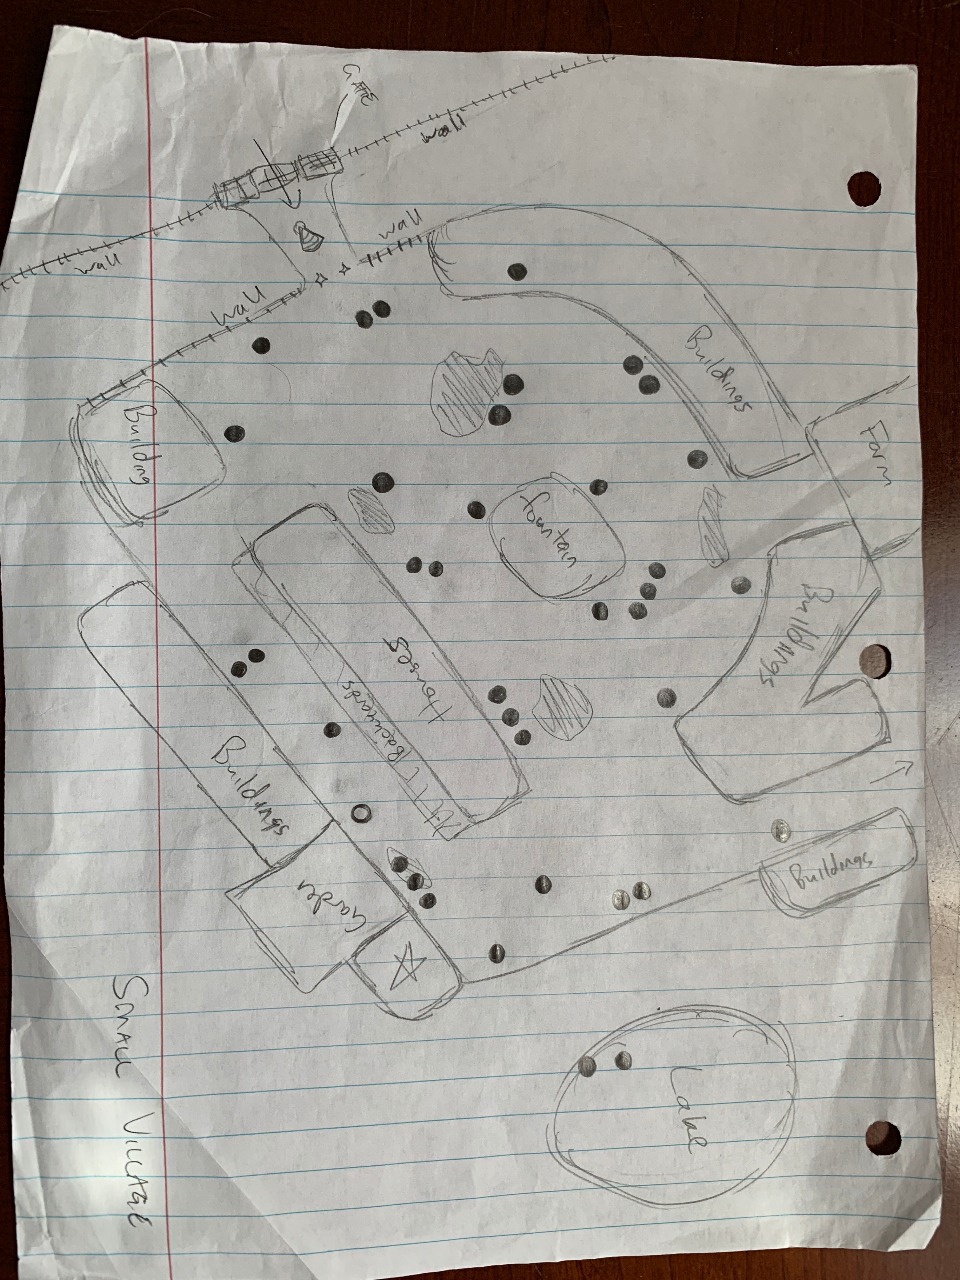 Farm
Buildings
Buildings
Buildings
Lake
fountain
wall
wall
GATE
Houses
Backyards
Garden
wall
Buildings
Building
wall
SMALL VILLAGE